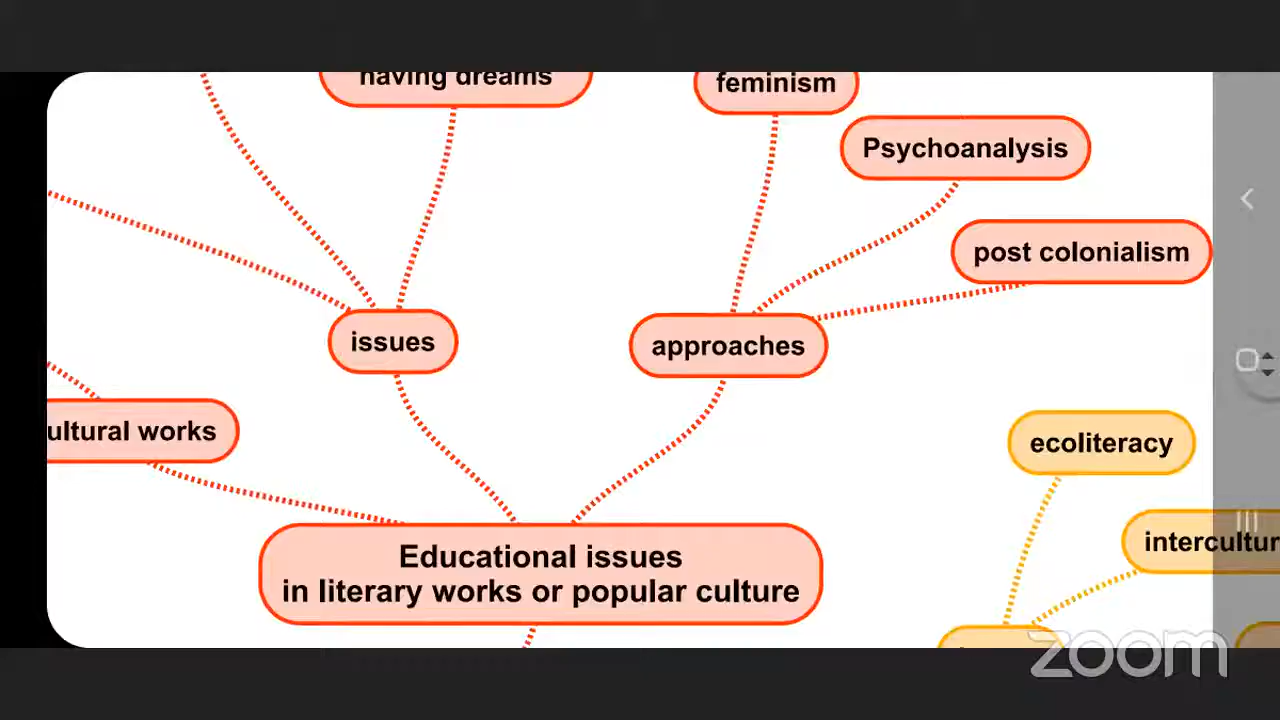 having dreams
feminism
Psychoanalysis
post colonialism
issues
approaches
ultural works
ecoliteracy
intercultur
Educational issues
in literary works or popular culture
zoom